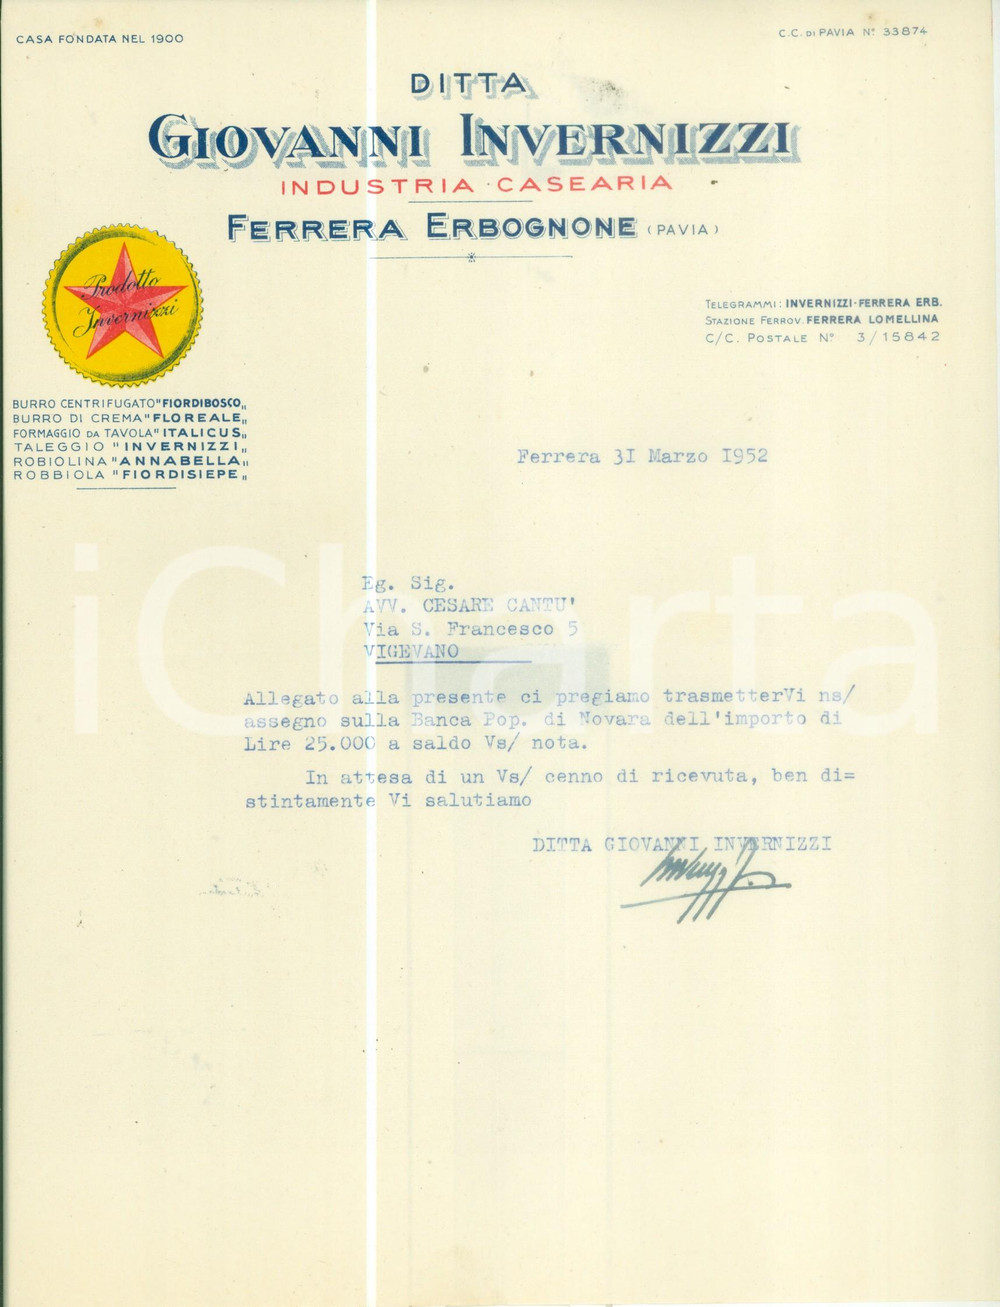 CASA FONDATA NEL 1900
C.C. DI PAVIA N° 33874
DITTA
GIOVANNI INVERNIZZI
INDUSTRIA · CASEARIA
FERRERA ERBOGNONE (PAVIA)
Prodotto
Invernizzi
TELEGRAMMI: INVERNIZZI-FERRERA ERB.
STAZIONE FERROV. FERRERA LOMELLINA
C/C. POSTALE N° 3/15842
BURRO CENTRIFUGATO "FIORDIBOSCO„
BURRO DI CREMA "FLOREALE„
FORMAGGIO DA TAVOLA "ITALICUS„
TALEGGIO "INVERNIZZI„
ROBIOLINA "ANNABELLA„
ROBBIOLA "FIORDISIEPE„
Ferrera 3I Marzo I952
iCharta
Eg. Sig.
AVV. CESARE CANTU'
Via S. Francesco 5
VIGEVANO
Allegato alla presente ci pregiamo trasmetterVi ns/
assegno sulla Banca Pop. di Novara dell'importo di
Lire 25.000 a saldo Vs/ nota.
In attesa di un Vs/ cenno di ricevuta, ben di=
stintamente Vi salutiamo
DITTA GIOVANNI INVERNIZZI